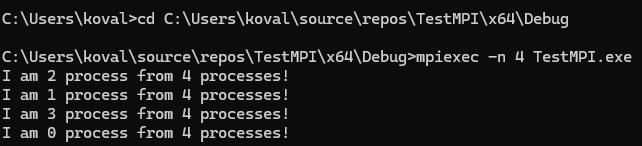 C:\Users\koval>cd C:\Users\koval\source\repos\TestMPI\x64\Debug
C:\Users\koval\source\repos\TestMPI\x64\Debug>mpiexec -n 4 TestMPI.exe
I am 2 process from 4 processes!
I am 1 process from 4 processes!
I am 3 process from 4 processes!
I am 0 process from 4 processes!